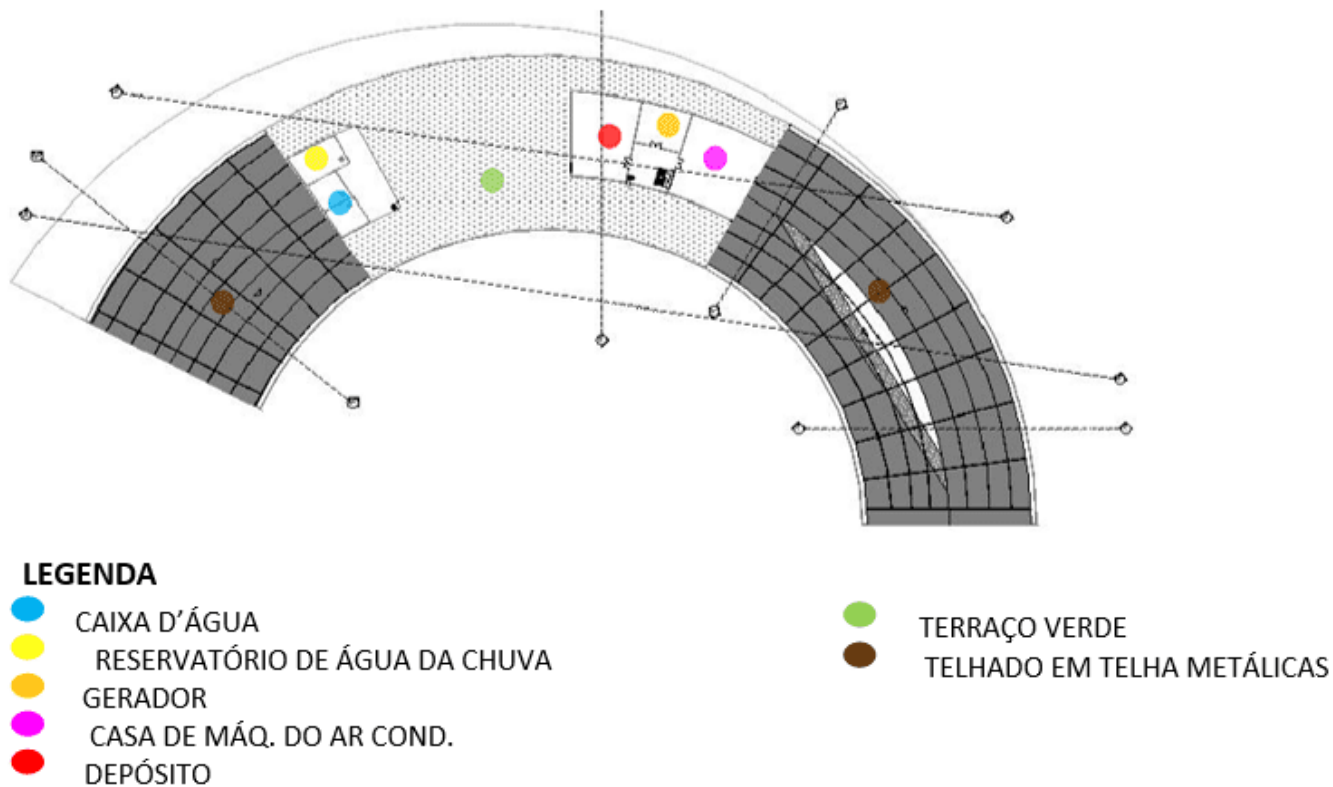 LEGENDA
CAIXA D'ÁGUA
RESERVATÓRIO DE ÁGUA DA CHUVA
GERADOR
CASA DE MÁQ. DO AR COND.
DEPÓSITO
TERRAÇO VERDE
TELHADO EM TELHA METÁLICAS